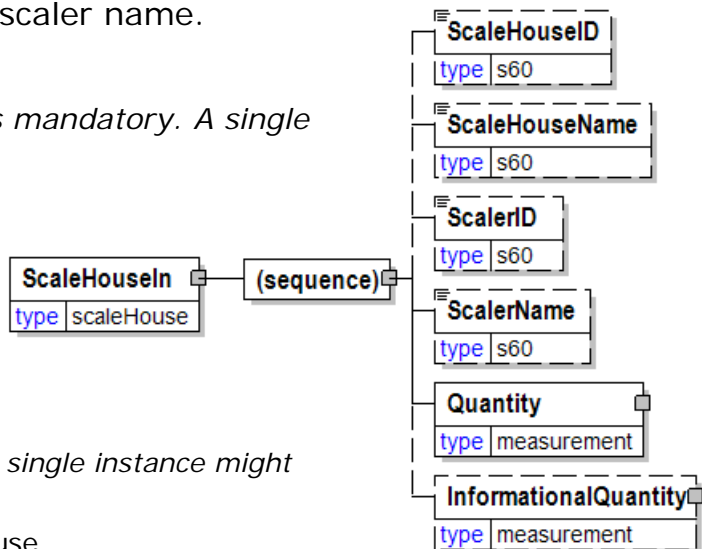 scaler name.
s mandatory. A single
single instance might
use
ScaleHouseIn
type scaleHouse
(sequence)
ScaleHouseID
type s60
ScaleHouseName
type s60
ScalerID
type s60
ScalerName
type s60
Quantity
type measurement
InformationalQuantity
type measurement